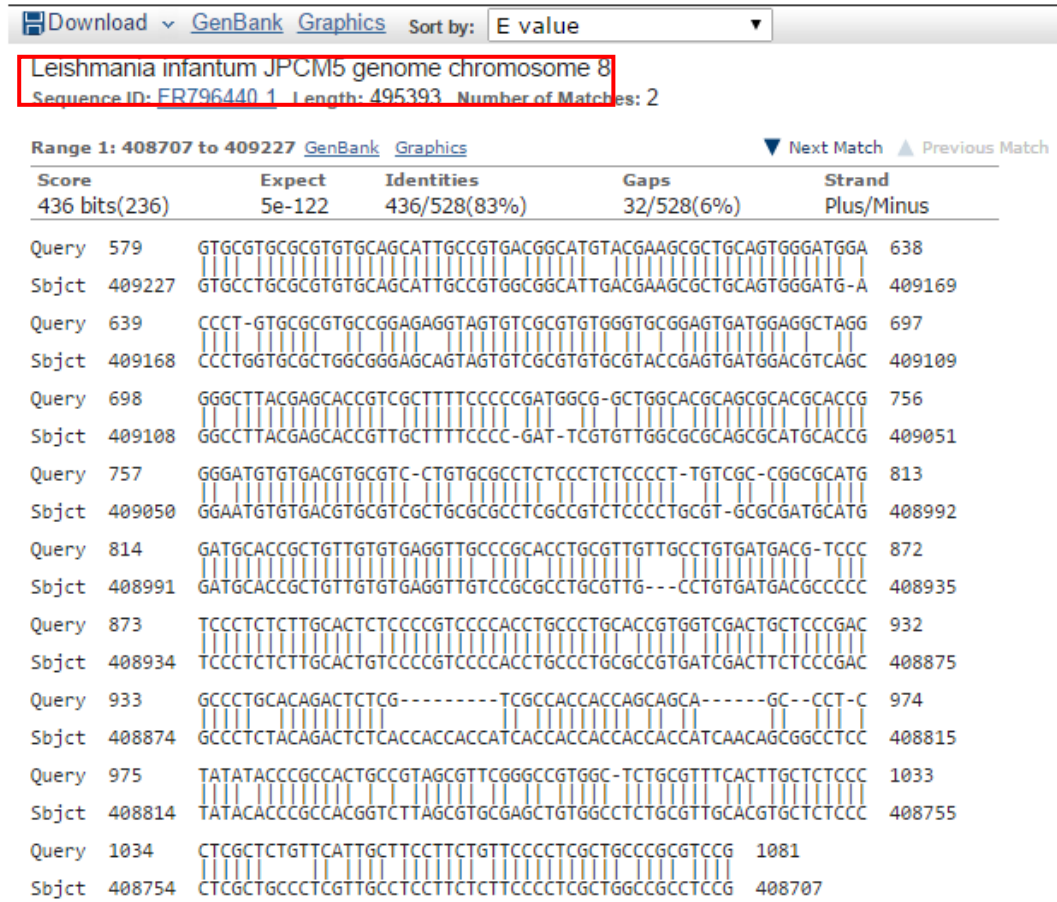 Download GenBank Graphics Sort by: E value
Leishmania infantum JPCM5 genome chromosome 8
Sequence ID: FR796440.1 Length: 495393 Number of Matches: 2
Range 1: 408707 to 409227 GenBank Graphics Next Match Previous Match
Score Expect Identities Gaps Strand
436 bits(236) 5e-122 436/528(83%) 32/528(6%) Plus/Minus
Query 579 GTGCGTGCGCGTGTGCAGCATTGCCGTGACGGCATGTACGAAGCGCTGCAGTGGGATGGA 638
Sbjct 409227 GTGCCTGCGCGTGTGCAGCATTGCCGTGGCGGCATTGACGAAGCGCTGCAGTGGGATG-A 409169
Query 639 CCCT-GTGCGCGTGCCGGAGAGGTAGTGTCGCGTGTGGGTGCGGAGTGATGGAGGCTAGG 697
Sbjct 409168 CCCTGGTGCGCTGGCGGGAGCAGTAGTGTCGCGTGTGCGTACCGAGTGATGGACGTCAGC 409109
Query 698 GGGCTTACGAGCACCGTCGCTTTTCCCCCGATGGCG-GCTGGCACGCAGCGCACGCACCG 756
Sbjct 409108 GGCCTTACGAGCACCGTTGCTTTTCCCC-GAT-TCGTGTTGGCGCGCAGCGCATGCACCG 409051
Query 757 GGGATGTGTGACGTGCGTC-CTGTGCGCCTCTCCCTCTCCCCT-TGTCGC-CGGCGCATG 813
Sbjct 409050 GGAATGTGTGACGTGCGTCGCTGCGCGCCTCGCCGTCTCCCCTGCGT-GCGCGATGCATG 408992
Query 814 GATGCACCGCTGTTGTGTGAGGTTGCCCGCACCTGCGTTGTTGCCTGTGATGACG-TCCC 872
Sbjct 408991 GATGCACCGCTGTTGTGTGAGGTTGTCCGCGCCTGCGTTG---CCTGTGATGACGCCCCC 408935
Query 873 TCCCTCTCTTGCACTCTCCCCGTCCCCACCTGCCCTGCACCGTGGTCGACTGCTCCCGAC 932
Sbjct 408934 TCCCTCTCTTGCACTGTCCCCGTCCCCACCTGCCCTGCGCCGTGATCGACTTCTCCCGAC 408875
Query 933 GCCCTGCACAGACTCTCG---------TCGCCACCACCAGCAGCA------GC--CCT-C 974
Sbjct 408874 GCCCTCTACAGACTCTCACCACCACCATCACCACCACCACCACCATCAACAGCGGCCTCC 408815
Query 975 TATATACCCGCCACTGCCGTAGCGTTCGGGCCGTGGC-TCTGCGTTTCACTTGCTCTCCC 1033
Sbjct 408814 TATACACCCGCCACGGTCTTAGCGTGCGAGCTGTGGCCTCTGCGTTGCACGTGCTCTCCC 408755
Query 1034 CTCGCTCTGTTCATTGCTTCCTTCTGTTCCCCTCGCTGCCCGCGTCCG 1081
Sbjct 408754 CTCGCTGCCCTCGTTGCCTCCTTCTCTTCCCCTCGCTGGCCGCCTCCG 408707